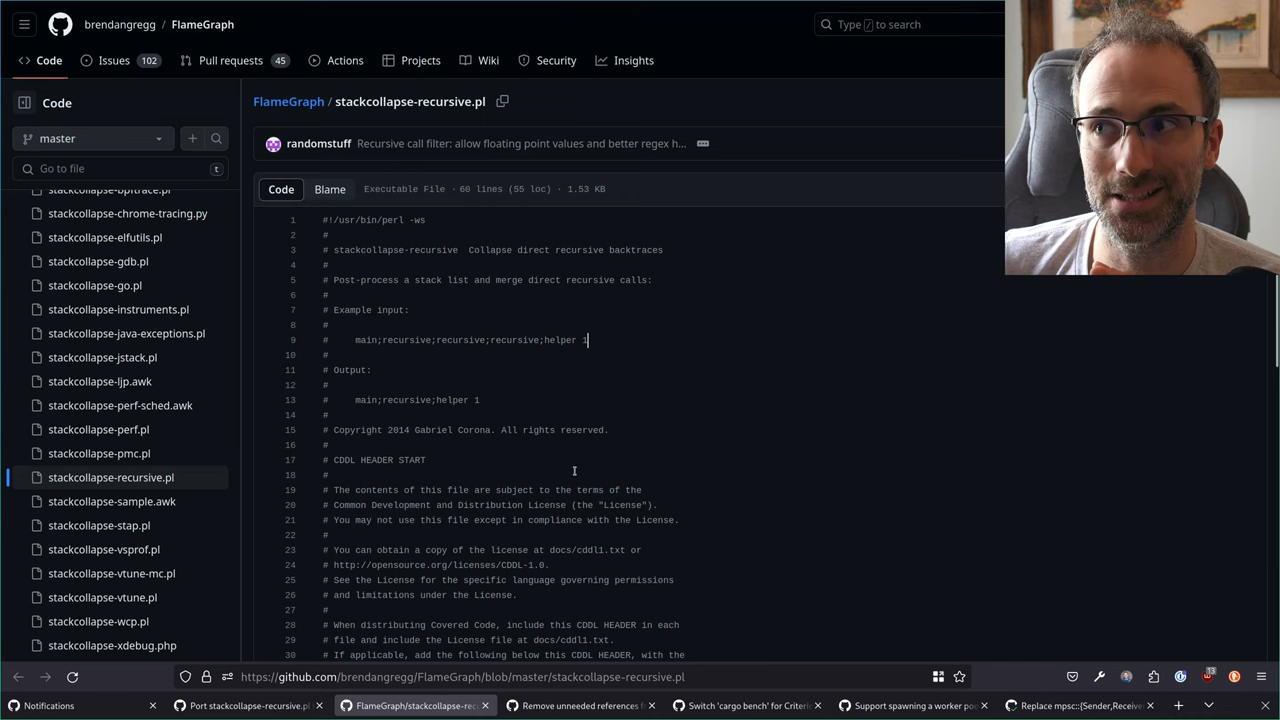 brendangregg / FlameGraph
Type / to search
Code
Issues 102
Pull requests 45
Actions
Projects
Wiki
Security
Insights
Code
master
Go to file
t
stackcollapse-bpftrace.pl
stackcollapse-chrome-tracing.py
stackcollapse-elfutils.pl
stackcollapse-gdb.pl
stackcollapse-go.pl
stackcollapse-instruments.pl
stackcollapse-java-exceptions.pl
stackcollapse-jstack.pl
stackcollapse-ljp.awk
stackcollapse-perf-sched.awk
stackcollapse-perf.pl
stackcollapse-pmc.pl
stackcollapse-recursive.pl
stackcollapse-sample.awk
stackcollapse-stap.pl
stackcollapse-vsprof.pl
stackcollapse-vtune-mc.pl
stackcollapse-vtune.pl
stackcollapse-wcp.pl
stackcollapse-xdebug.php
FlameGraph / stackcollapse-recursive.pl
randomstuff Recursive call filter: allow floating point values and better regex h...
Code
Blame
Executable File · 60 lines (55 loc) · 1.53 KB
1 #!/usr/bin/perl -ws
2 #
3 # stackcollapse-recursive  Collapse direct recursive backtraces
4 #
5 # Post-process a stack list and merge direct recursive calls:
6 #
7 # Example input:
8 #
9 #     main;recursive;recursive;recursive;helper 1
10 #
11 # Output:
12 #
13 #     main;recursive;helper 1
14 #
15 # Copyright 2014 Gabriel Corona. All rights reserved.
16 #
17 # CDDL HEADER START
18 #
19 # The contents of this file are subject to the terms of the
20 # Common Development and Distribution License (the "License").
21 # You may not use this file except in compliance with the License.
22 #
23 # You can obtain a copy of the license at docs/cddl1.txt or
24 # http://opensource.org/licenses/CDDL-1.0.
25 # See the License for the specific language governing permissions
26 # and limitations under the License.
27 #
28 # When distributing Covered Code, include this CDDL HEADER in each
29 # file and include the License file at docs/cddl1.txt.
30 # If applicable, add the following below this CDDL HEADER, with the
https://github.com/brendangregg/FlameGraph/blob/master/stackcollapse-recursive.pl
13
Notifications
Port stackcollapse-recursive.pl
FlameGraph/stackcollapse-rec
Remove unneeded references f
Switch 'cargo bench' for Criterio
Support spawning a worker poo
Replace mpsc::{Sender,Receive